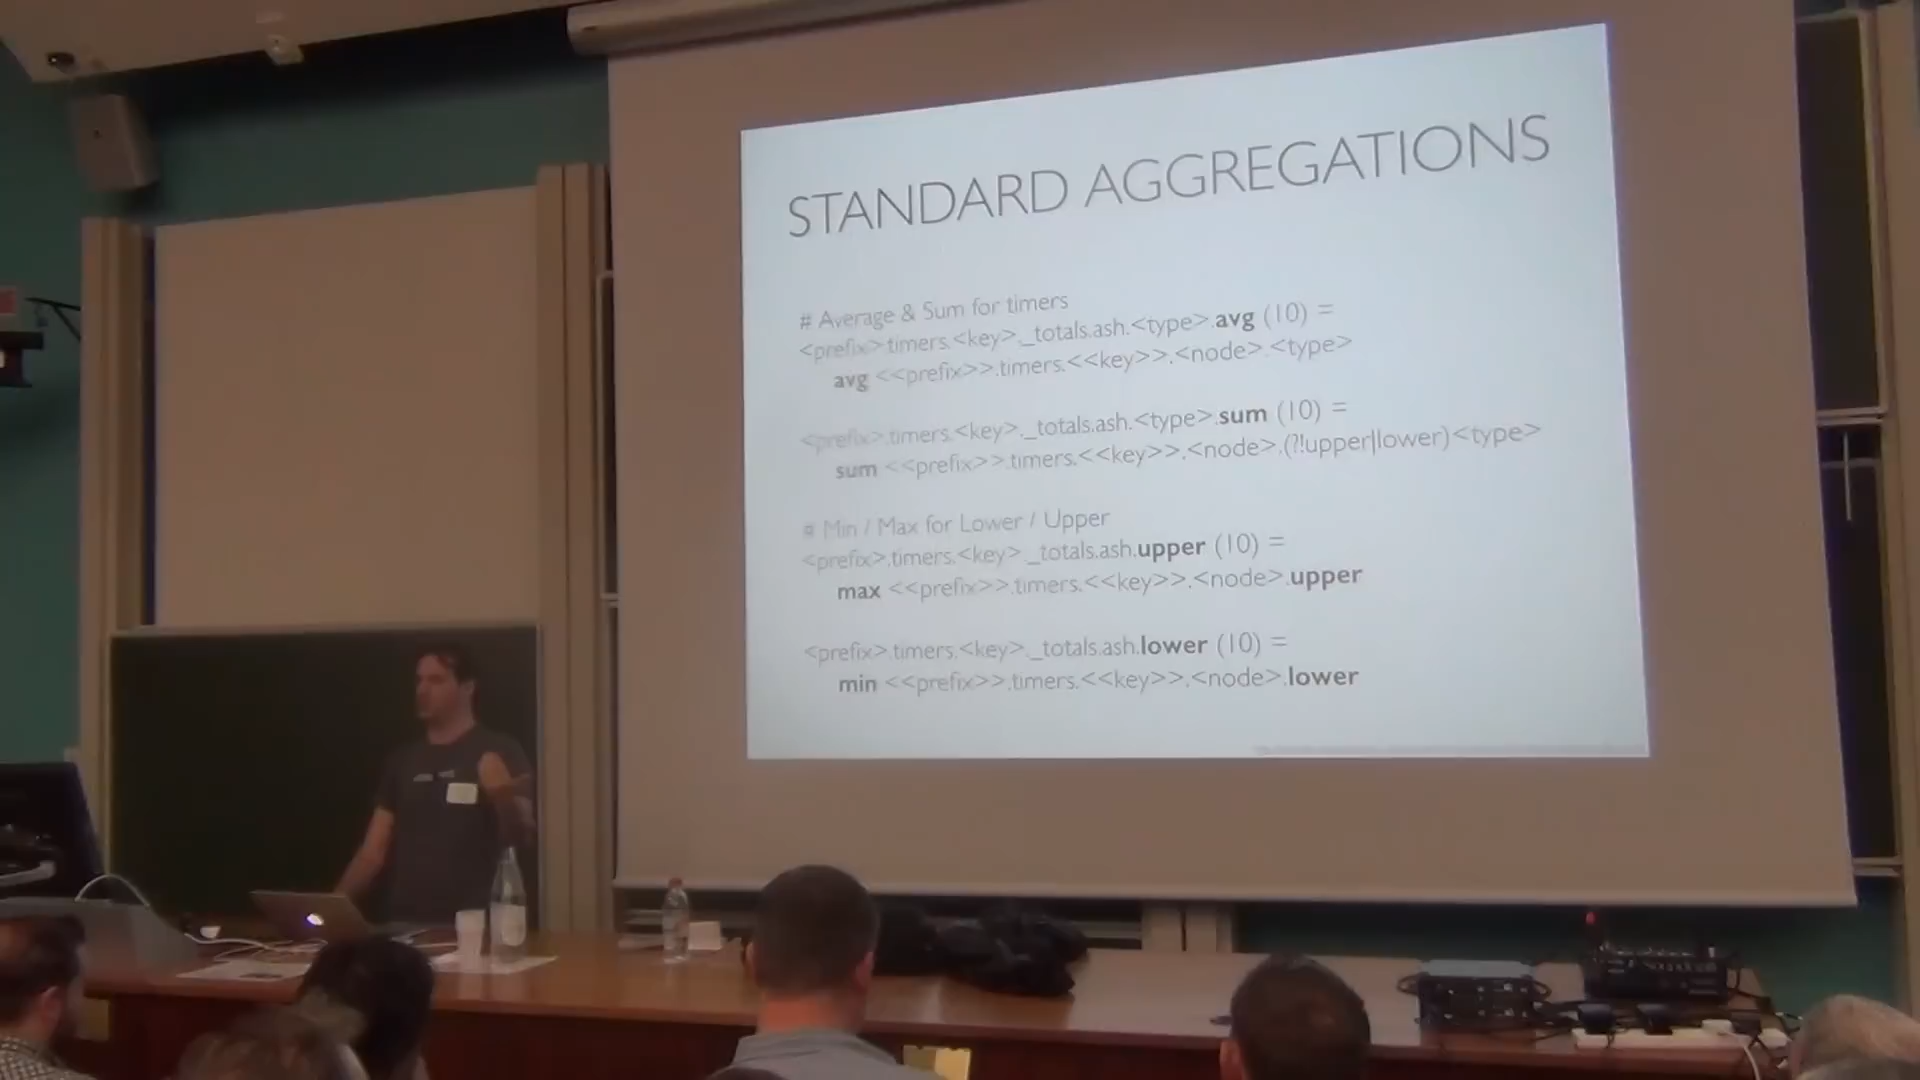 STANDARD AGGREGATIONS
# Average & Sum for timers
<prefix>.timers.<key>._totals.ash.<type>.avg (10) =
avg <<prefix>>.timers.<<key>>.<node>.<type>
<prefix>.timers.<key>._totals.ash.<type>.sum (10) =
sum <<prefix>>.timers.<<key>>.<node>.(?!upper|lower)<type>
# Min / Max for Lower / Upper
<prefix>.timers.<key>._totals.ash.upper (10) =
max <<prefix>>.timers.<<key>>.<node>.upper
<prefix>.timers.<key>._totals.ash.lower (10) =
min <<prefix>>.timers.<<key>>.<node>.lower